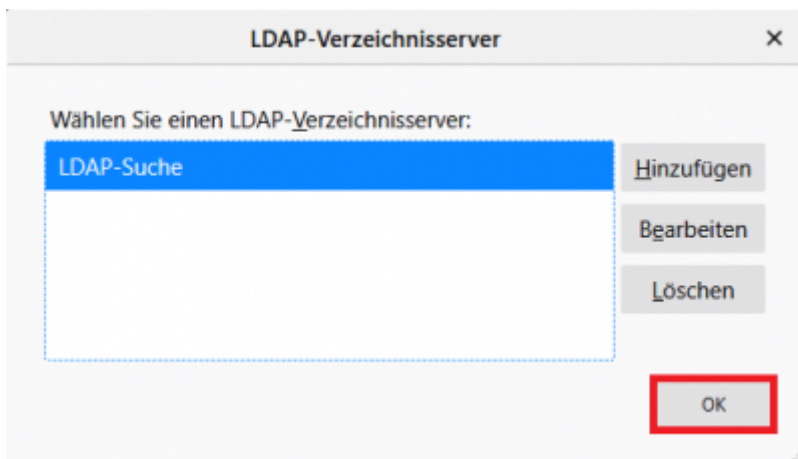 LDAP-Verzeichnisserver
Wählen Sie einen LDAP-Verzeichnisserver:
LDAP-Suche
Hinzufügen
Bearbeiten
Löschen
OK